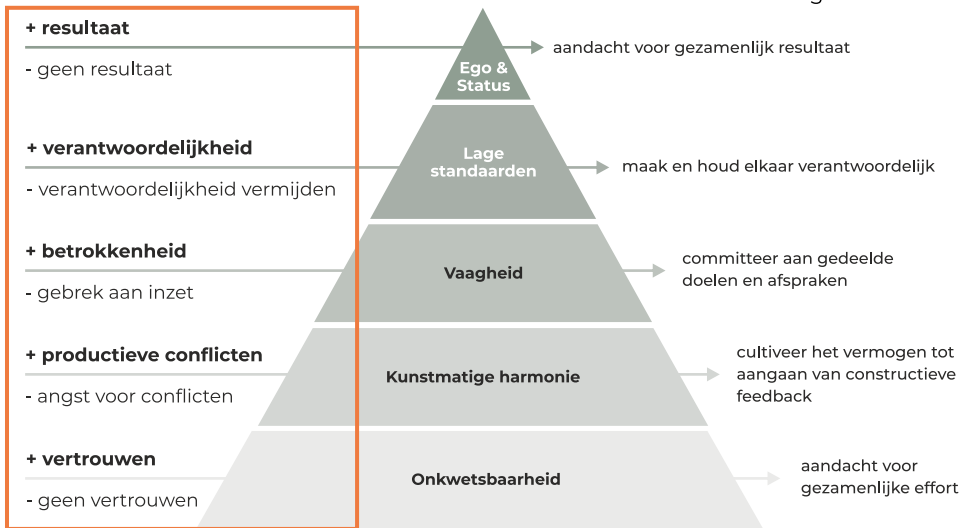 + resultaat
- geen resultaat
Ego &
Status
aandacht voor gezamenlijk resultaat
+ verantwoordelijkheid
- verantwoordelijkheid vermijden
Lage
standaarden
maak en houd elkaar verantwoordelijk
+ betrokkenheid
- gebrek aan inzet
Vaagheid
committeer aan gedeelde
doelen en afspraken
+ productieve conflicten
- angst voor conflicten
Kunstmatige harmonie
cultiveer het vermogen tot
aangaan van constructieve
feedback
+ vertrouwen
- geen vertrouwen
Onkwetsbaarheid
aandacht voor
gezamenlijke effort